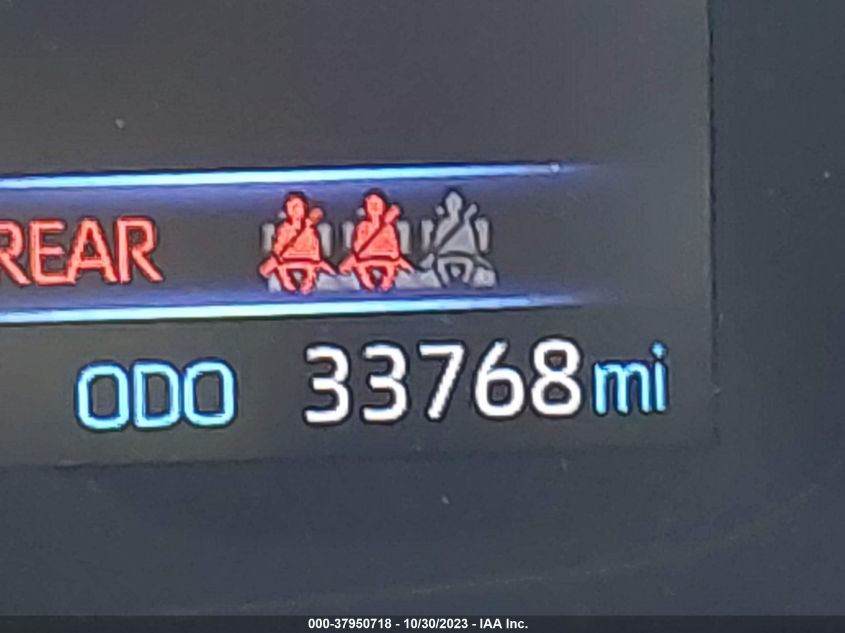 REAR
ODO 33768 mi
000-37950718 - 10/30/2023 - IAA Inc.